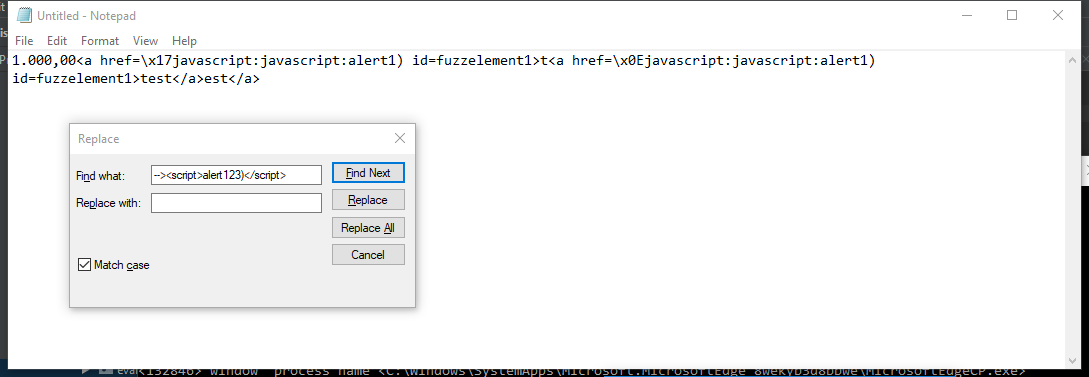 Untitled - Notepad
File Edit Format View Help
1.000,00<a href=\x17javascript:javascript:alert1) id=fuzzelement1>t<a href=\x0Ejavascript:javascript:alert1)
id=fuzzelement1>test</a>est</a>
Replace
Find what: --><script>alert123)</script> Find Next
Replace with: Replace
Replace All
Cancel
Match case
eval<132846> window process name <C:\Windows\SystemApps\Microsoft.MicrosoftEdge_8wekyb3d8bbwe\MicrosoftEdgeCP.exe>